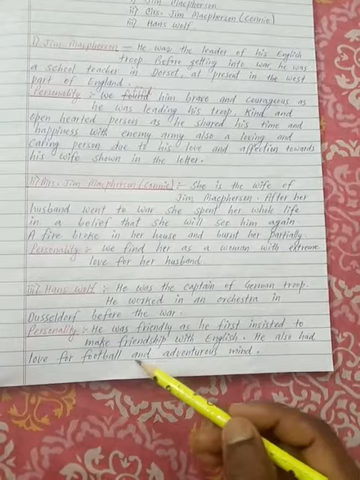 i) Jim Macpherson
ii) Mrs. Jim Macpherson (Connie)
iii) Hans Wolf.
i) Jim Macpherson — He was the leader of his English
troop. Before getting into war he was
a school teacher in Dorset, at present in the west
part of England.
Personality :- We found him brave and courageous as
he was leading his troop. Kind and
open hearted person as he shared his time and
happiness with enemy army also a loving and
caring person due to his love and affection towards
his wife shown in the letter.
ii) Mrs. Jim Macpherson (Connie) :- She is the wife of
Jim Macpherson. After her
husband went to war she spent her whole life
in a belief that she will see him again.
A fire broke in her house and burnt her partially
Personality :- We find her as a woman with extreme
love for her husband
iii) Hans Wolf :- He was the captain of German troop.
He worked in an orchestra in
Dusseldorf before the war.
Personality :- He was friendly as he first insisted to
make friendship with English. He also had
love for football and adventurous mind.